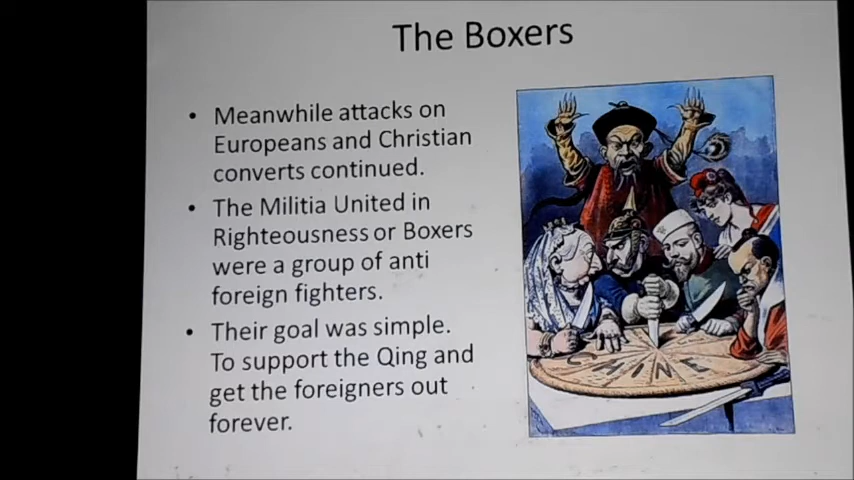 The Boxers
• Meanwhile attacks on
Europeans and Christian
converts continued.
• The Militia United in
Righteousness or Boxers
were a group of anti
foreign fighters.
• Their goal was simple.
To support the Qing and
get the foreigners out
forever.
CHINE